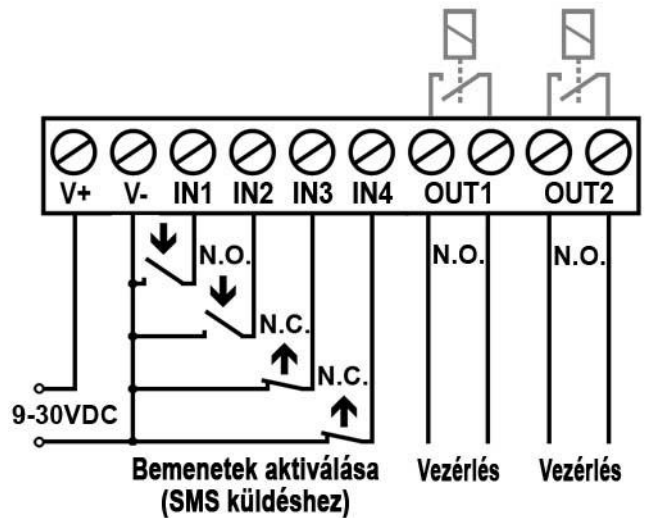 V+ V- IN1 IN2 IN3 IN4 OUT1 OUT2
N.O. N.O. N.O.
N.C.
N.C.
9-30VDC
Bemenetek aktiválása Vezérlés Vezérlés
(SMS küldéshez)